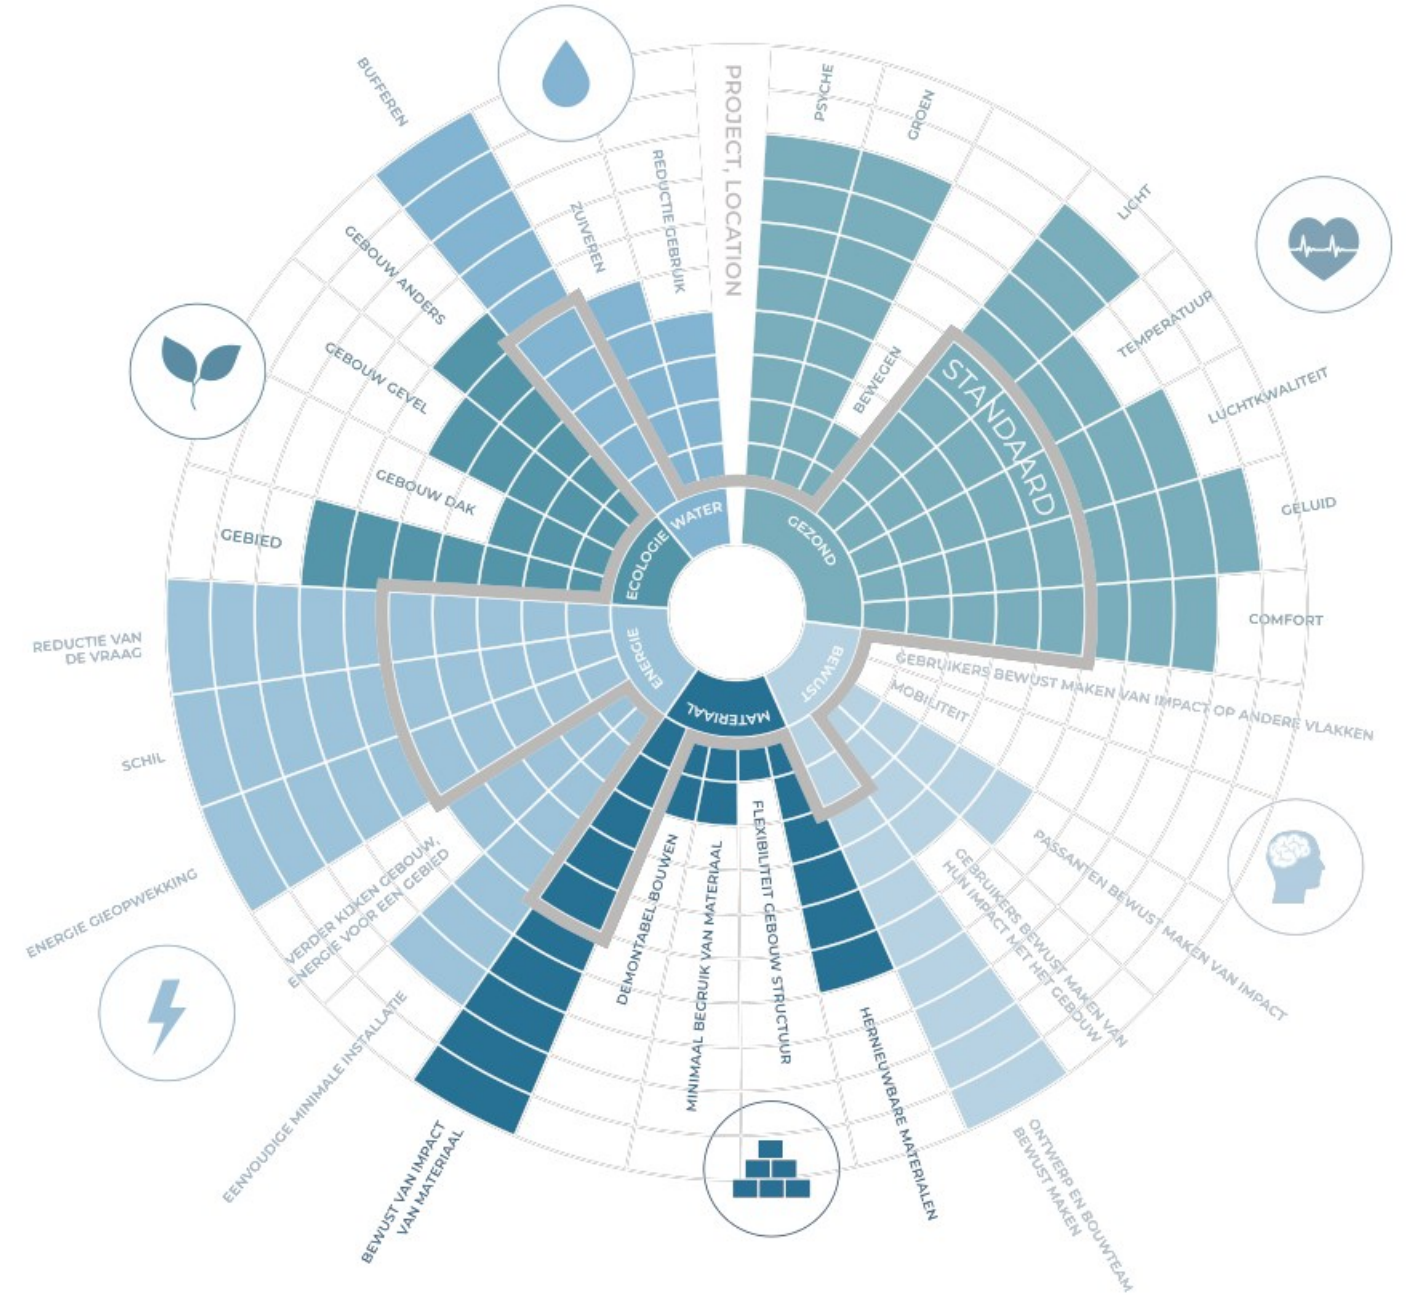 PROJECT, LOCATION
PSYCHE
GROEN
BEWEGEN
LICHT
TEMPERATUUR
LUCHTKWALITEIT
GELUID
COMFORT
STANDAARD
GEZOND
GEBRUIKERS BEWUST MAKEN VAN IMPACT OP ANDERE VLAKKEN
MOBILITEIT
PASSANTEN BEWUST MAKEN VAN IMPACT
GEBRUIKERS BEWUST MAKEN VAN
HUN IMPACT MET HET GEBOUW
ONTWERP EN BOUWTEAM
BEWUST MAKEN
BEWUST
HERNIEUWBARE MATERIALEN
FLEXIBILITEIT GEBOUW STRUCTUUR
MINIMAAL BEGRUIK VAN MATERIAAL
DEMONTABEL BOUWEN
BEWUST VAN IMPACT
VAN MATERIAAL
MATERIAAL
EENVOUDIGE MINIMALE INSTALLATIE
VERDER KIJKEN GEBOUW,
ENERGIE VOOR EEN GEBIED
ENERGIE GIEOPWEKKING
SCHIL
REDUCTIE VAN
DE VRAAG
ENERGIE
GEBIED
GEBOUW DAK
GEBOUW GEVEL
GEBOUW ANDERS
ECOLOGIE
BUFFEREN
ZUIVEREN
REDUCTIE GEBRUIK
WATER